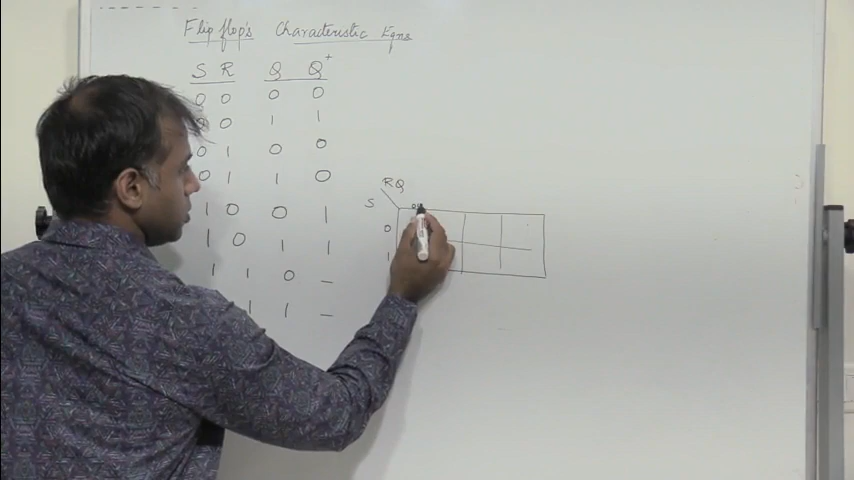 Flip flop's Characteristic Eqns
S R Q Q+
0 0 0 0
0 0 1 1
0 1 0 0
0 1 1 0
1 0 0 1
1 0 1 1
1 1 0 –
1 1 –
RQ
S
0
1